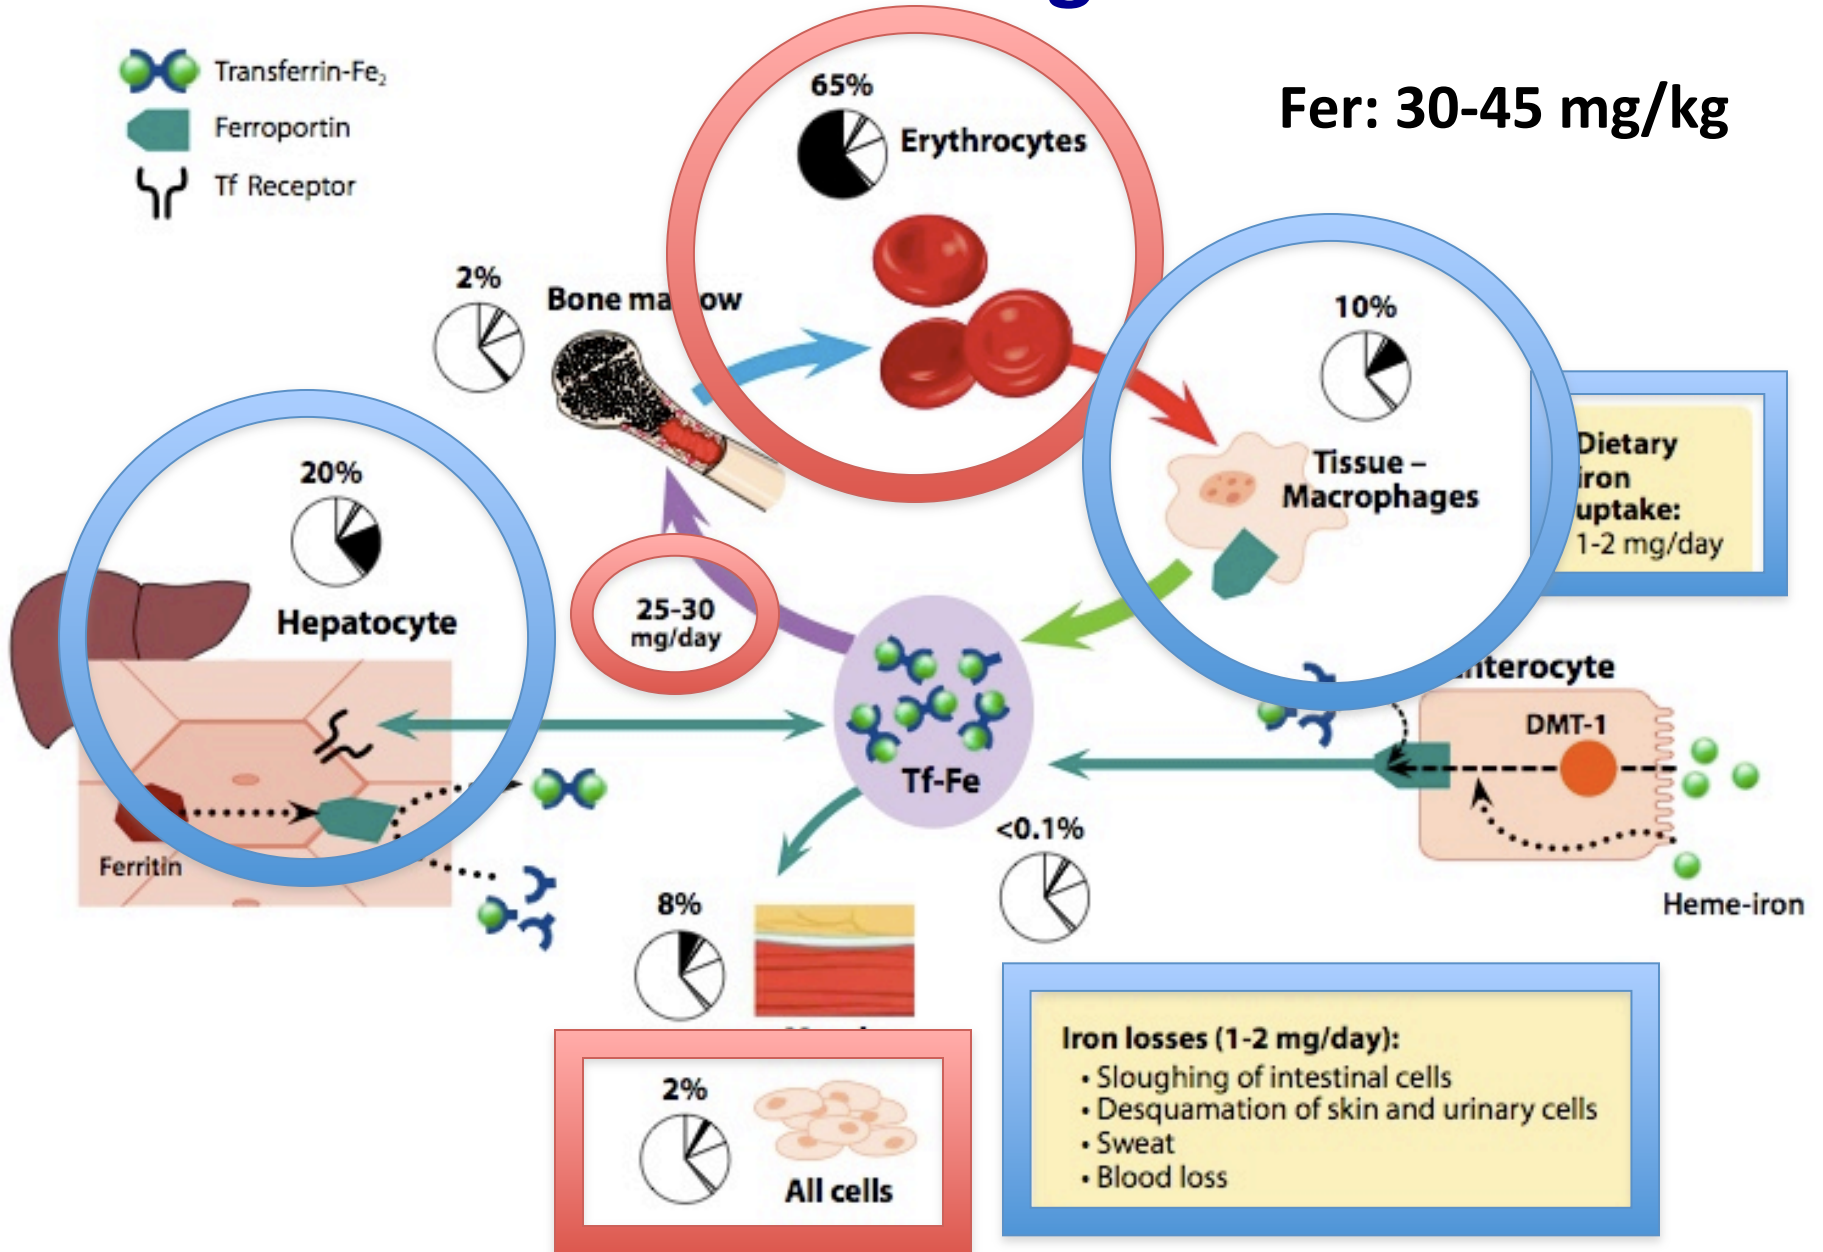 Transferrin-Fe₂
Ferroportin
Tf Receptor
65%
Erythrocytes
Fer: 30-45 mg/kg
2%
Bone marrow
10%
Tissue –
Macrophages
Dietary
iron
uptake:
1-2 mg/day
20%
Hepatocyte
25-30
mg/day
Tf-Fe
Enterocyte
DMT-1
Heme-iron
Ferritin
<0.1%
8%
2%
All cells
Iron losses (1-2 mg/day):
• Sloughing of intestinal cells
• Desquamation of skin and urinary cells
• Sweat
• Blood loss